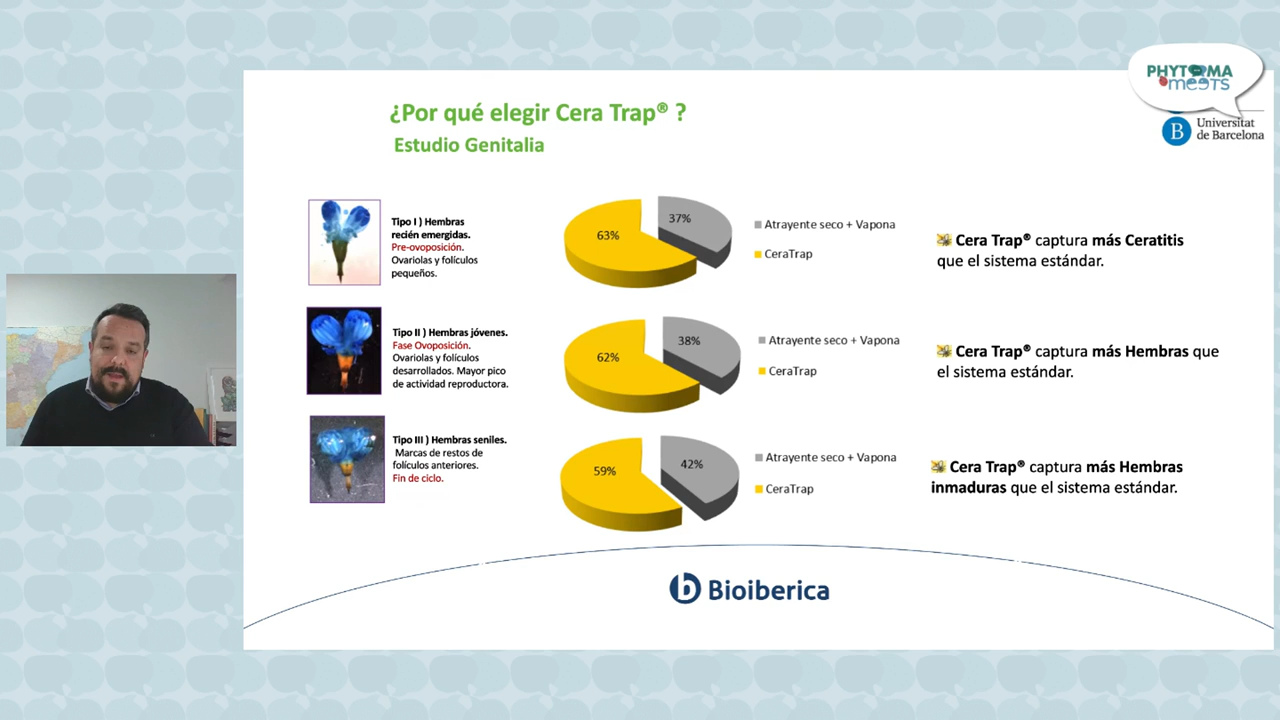 PHYTOMA
meets
Universitat
de Barcelona
B
¿Por qué elegir Cera Trap® ?
Estudio Genitalia
Tipo I ) Hembras
recién emergidas.
Pre-ovoposición.
Ovariolas y folículos
pequeños.
63%
37%
Atrayente seco + Vapona
CeraTrap
Cera Trap® captura más Ceratitis
que el sistema estándar.
Tipo II ) Hembras jóvenes.
Fase Ovoposición.
Ovariolas y folículos
desarrollados. Mayor pico
de actividad reproductora.
62%
38%
Atrayente seco + Vapona
CeraTrap
Cera Trap® captura más Hembras que
el sistema estándar.
Tipo III ) Hembras seniles.
Marcas de restos de
folículos anteriores.
Fin de ciclo.
59%
42%
Atrayente seco + Vapona
CeraTrap
Cera Trap® captura más Hembras
inmaduras que el sistema estándar.
b Bioiberica